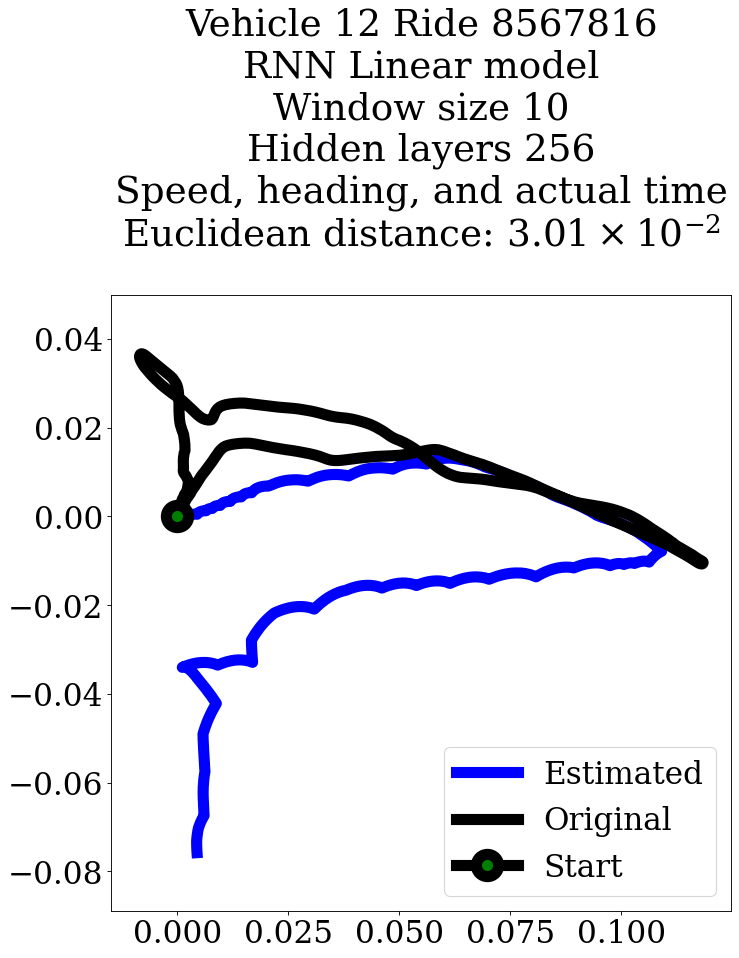 Vehicle 12 Ride 8567816
RNN Linear model
Window size 10
Hidden layers 256
Speed, heading, and actual time
Euclidean distance: 3.01 × 10⁻²
0.04
0.02
0.00
−0.02
−0.04
−0.06
−0.08
Estimated
Original
Start
0.000 0.025 0.050 0.075 0.100